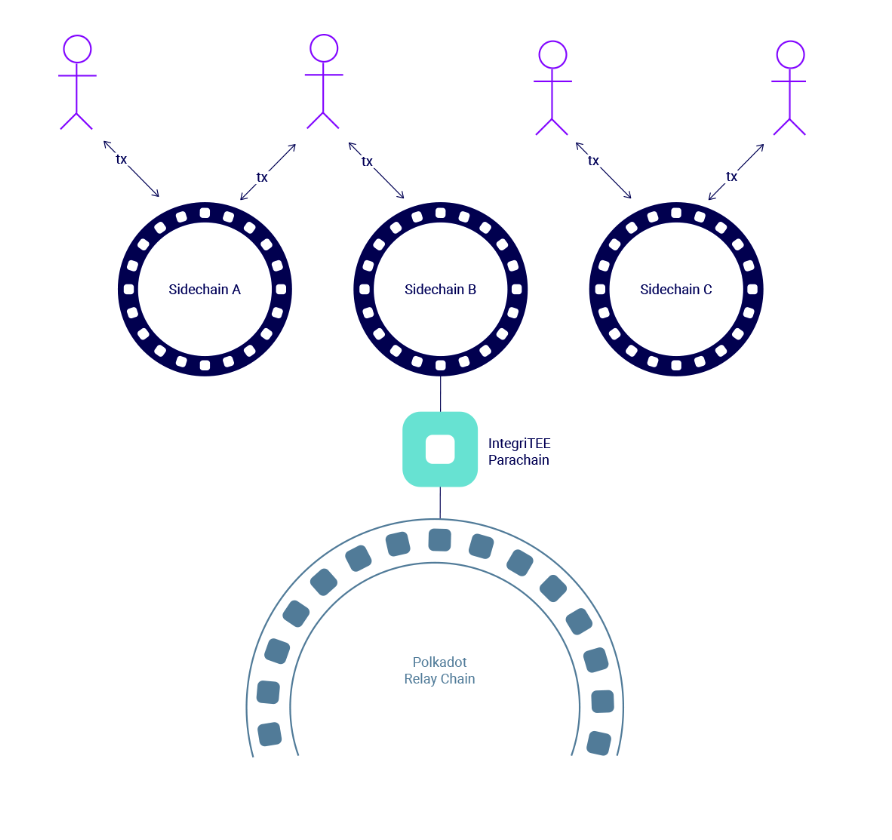 tx
tx
tx
tx
tx
Sidechain A
Sidechain B
Sidechain C
IntegriTEE
Parachain
Polkadot
Relay Chain